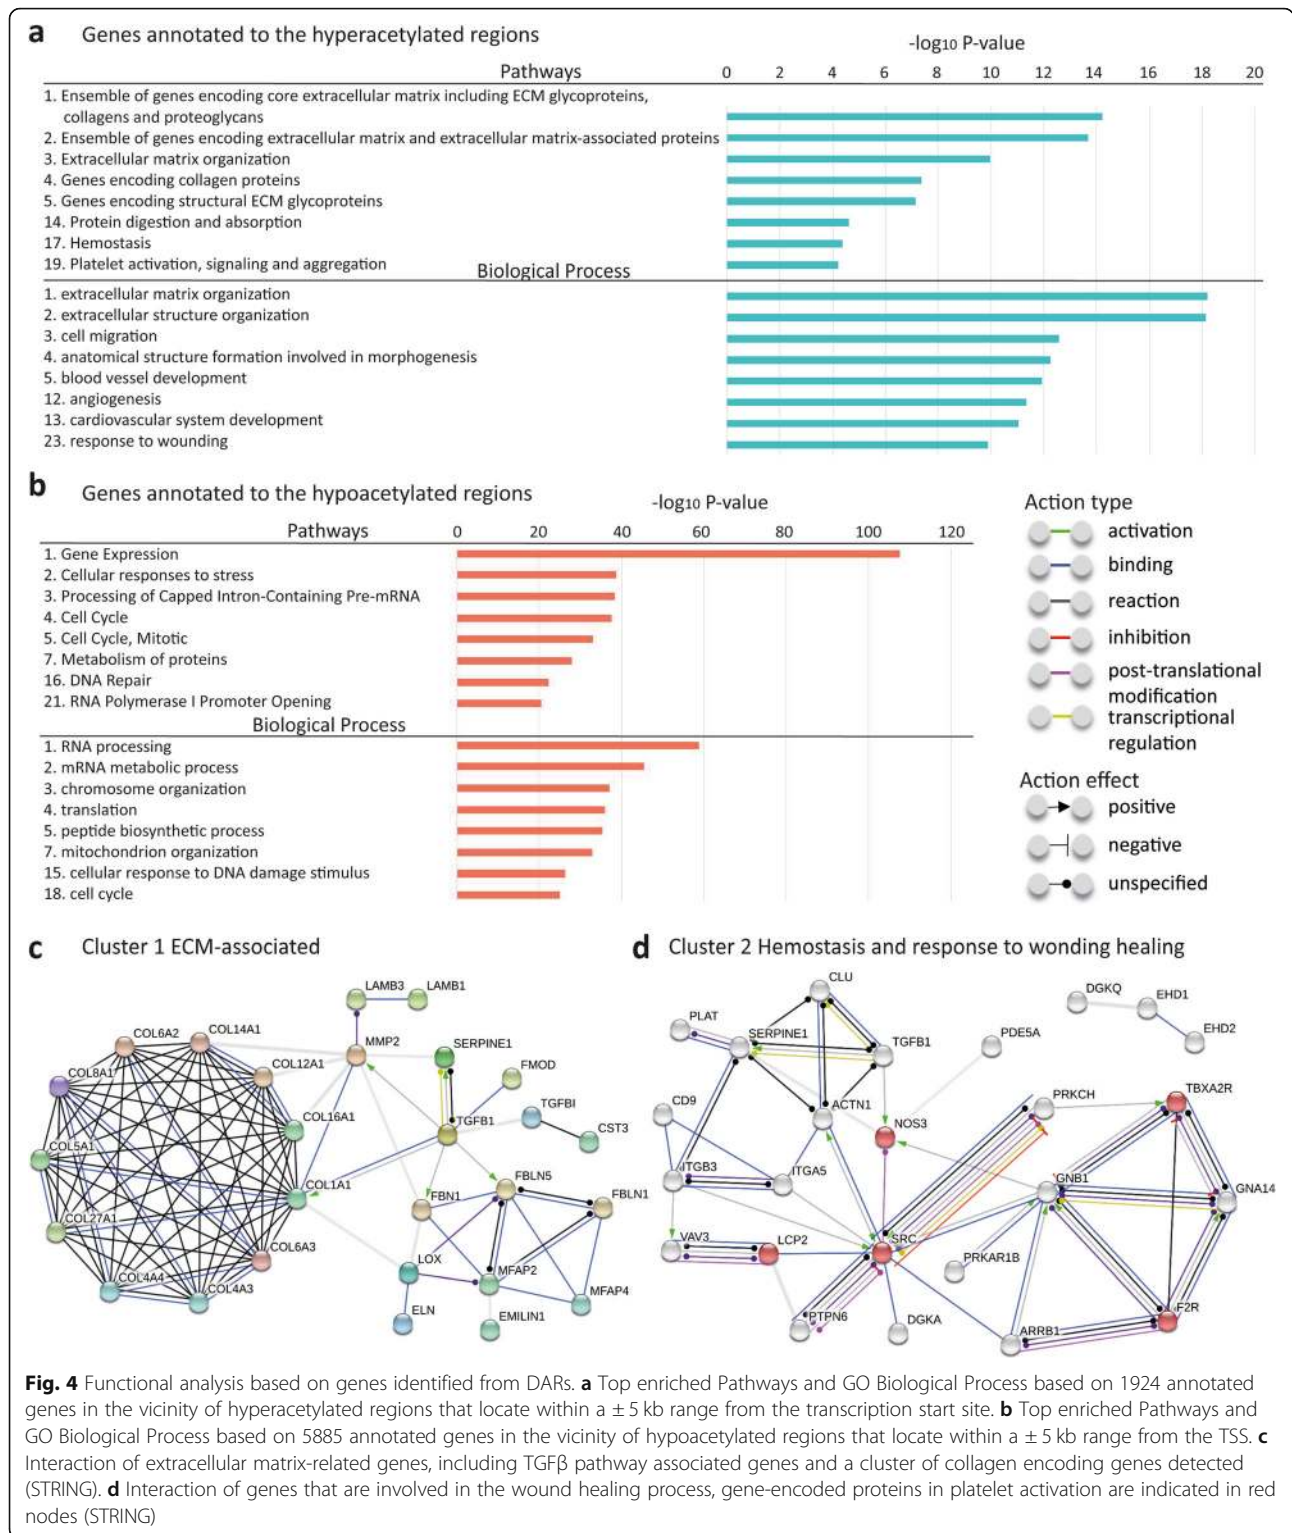 a Genes annotated to the hyperacetylated regions
-log10 P-value
Pathways 0 2 4 6 8 10 12 14 16 18 20
1. Ensemble of genes encoding core extracellular matrix including ECM glycoproteins,
collagens and proteoglycans
2. Ensemble of genes encoding extracellular matrix and extracellular matrix-associated proteins
3. Extracellular matrix organization
4. Genes encoding collagen proteins
5. Genes encoding structural ECM glycoproteins
14. Protein digestion and absorption
17. Hemostasis
19. Platelet activation, signaling and aggregation
Biological Process
1. extracellular matrix organization
2. extracellular structure organization
3. cell migration
4. anatomical structure formation involved in morphogenesis
5. blood vessel development
12. angiogenesis
13. cardiovascular system development
23. response to wounding
b Genes annotated to the hypoacetylated regions
-log10 P-value
Pathways 0 20 40 60 80 100 120
1. Gene Expression
2. Cellular responses to stress
3. Processing of Capped Intron-Containing Pre-mRNA
4. Cell Cycle
5. Cell Cycle, Mitotic
7. Metabolism of proteins
16. DNA Repair
21. RNA Polymerase I Promoter Opening
Biological Process
1. RNA processing
2. mRNA metabolic process
3. chromosome organization
4. translation
5. peptide biosynthetic process
7. mitochondrion organization
15. cellular response to DNA damage stimulus
18. cell cycle
Action type
activation
binding
reaction
inhibition
post-translational
modification
transcriptional
regulation
Action effect
positive
negative
unspecified
c Cluster 1 ECM-associated
LAMB3
LAMB1
COL6A2
COL14A1
MMP2
SERPINE1
COL12A1
COL8A1
FMOD
COL16A1
TGFB1
TGFBI
CST3
COL5A1
COL1A1
FBN1
FBLN5
FBLN1
COL27A1
COL6A3
LOX
MFAP2
MFAP4
COL4A4
COL4A3
ELN
EMILIN1
d Cluster 2 Hemostasis and response to wonding healing
CLU
DGKQ
EHD1
EHD2
PLAT
SERPINE1
TGFB1
PDE5A
CD9
ACTN1
NOS3
PRKCH
TBXA2R
ITGB3
ITGA5
GNB1
GNA14
VAV3
LCP2
SRC
PRKAR1B
PTPN6
DGKA
ARRB1
F2R
Fig. 4 Functional analysis based on genes identified from DARs. a Top enriched Pathways and GO Biological Process based on 1924 annotated
genes in the vicinity of hyperacetylated regions that locate within a ± 5 kb range from the transcription start site. b Top enriched Pathways and
GO Biological Process based on 5885 annotated genes in the vicinity of hypoacetylated regions that locate within a ± 5 kb range from the TSS. c
Interaction of extracellular matrix-related genes, including TGFβ pathway associated genes and a cluster of collagen encoding genes detected
(STRING). d Interaction of genes that are involved in the wound healing process, gene-encoded proteins in platelet activation are indicated in red
nodes (STRING)